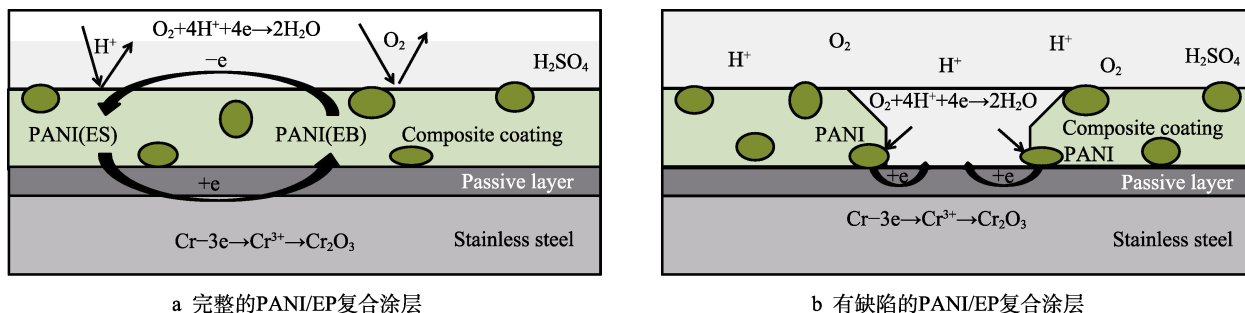 H⁺
O₂+4H⁺+4e→2H₂O
O₂
H₂SO₄
−e
PANI(ES)
PANI(EB)
Composite coating
+e
Passive layer
Cr−3e→Cr³⁺→Cr₂O₃
Stainless steel
a 完整的PANI/EP复合涂层
H⁺
O₂
H⁺
H⁺
O₂
H₂SO₄
O₂+4H⁺+4e→2H₂O
PANI
Composite coating
PANI
+e
+e
Passive layer
Cr−3e→Cr³⁺→Cr₂O₃
Stainless steel
b 有缺陷的PANI/EP复合涂层